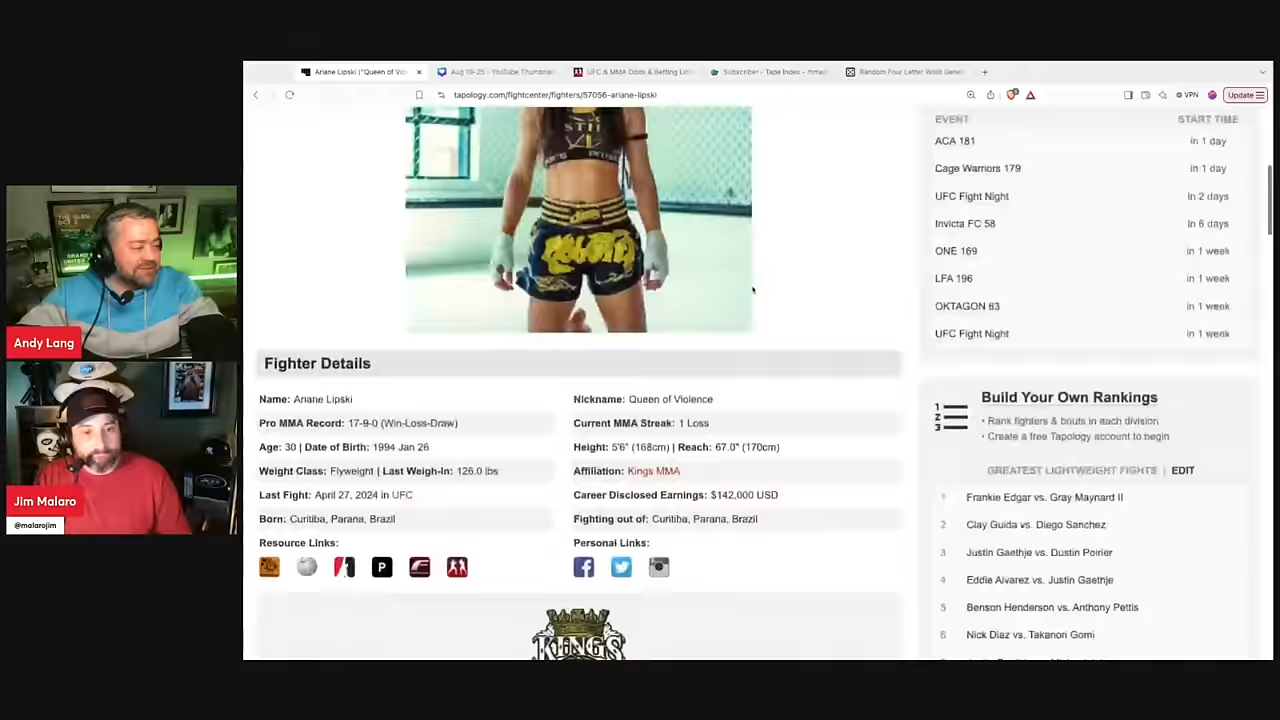 Ariane Lipski ("Queen of Vio
Aug 19-25 - YouTube Thumbnail
UFC & MMA Odds & Betting Lin
Subscriber - Tape Index - mma
Random Four Letter Word Gene
tapology.com/fightcenter/fighters/57056-ariane-lipski
VPN
Update
EVENT START TIME
ACA 181 in 1 day
Cage Warriors 179 in 1 day
UFC Fight Night in 2 days
Invicta FC 58 in 6 days
ONE 169 in 1 week
LFA 196 in 1 week
OKTAGON 63 in 1 week
UFC Fight Night in 1 week
Andy Lang
Jim Malaro
@malarojim
Fighter Details
Name: Ariane Lipski
Nickname: Queen of Violence
Pro MMA Record: 17-9-0 (Win-Loss-Draw)
Current MMA Streak: 1 Loss
Age: 30 | Date of Birth: 1994 Jan 26
Height: 5'6" (168cm) | Reach: 67.0" (170cm)
Weight Class: Flyweight | Last Weigh-In: 126.0 lbs
Affiliation: Kings MMA
Last Fight: April 27, 2024 in UFC
Career Disclosed Earnings: $142,000 USD
Born: Curitiba, Parana, Brazil
Fighting out of: Curitiba, Parana, Brazil
Resource Links:
Personal Links:
P
KINGS
Build Your Own Rankings
• Rank fighters & bouts in each division
• Create a free Tapology account to begin
GREATEST LIGHTWEIGHT FIGHTS | EDIT
1 Frankie Edgar vs. Gray Maynard II
2 Clay Guida vs. Diego Sanchez
3 Justin Gaethje vs. Dustin Poirier
4 Eddie Alvarez vs. Justin Gaethje
5 Benson Henderson vs. Anthony Pettis
6 Nick Diaz vs. Takanori Gomi